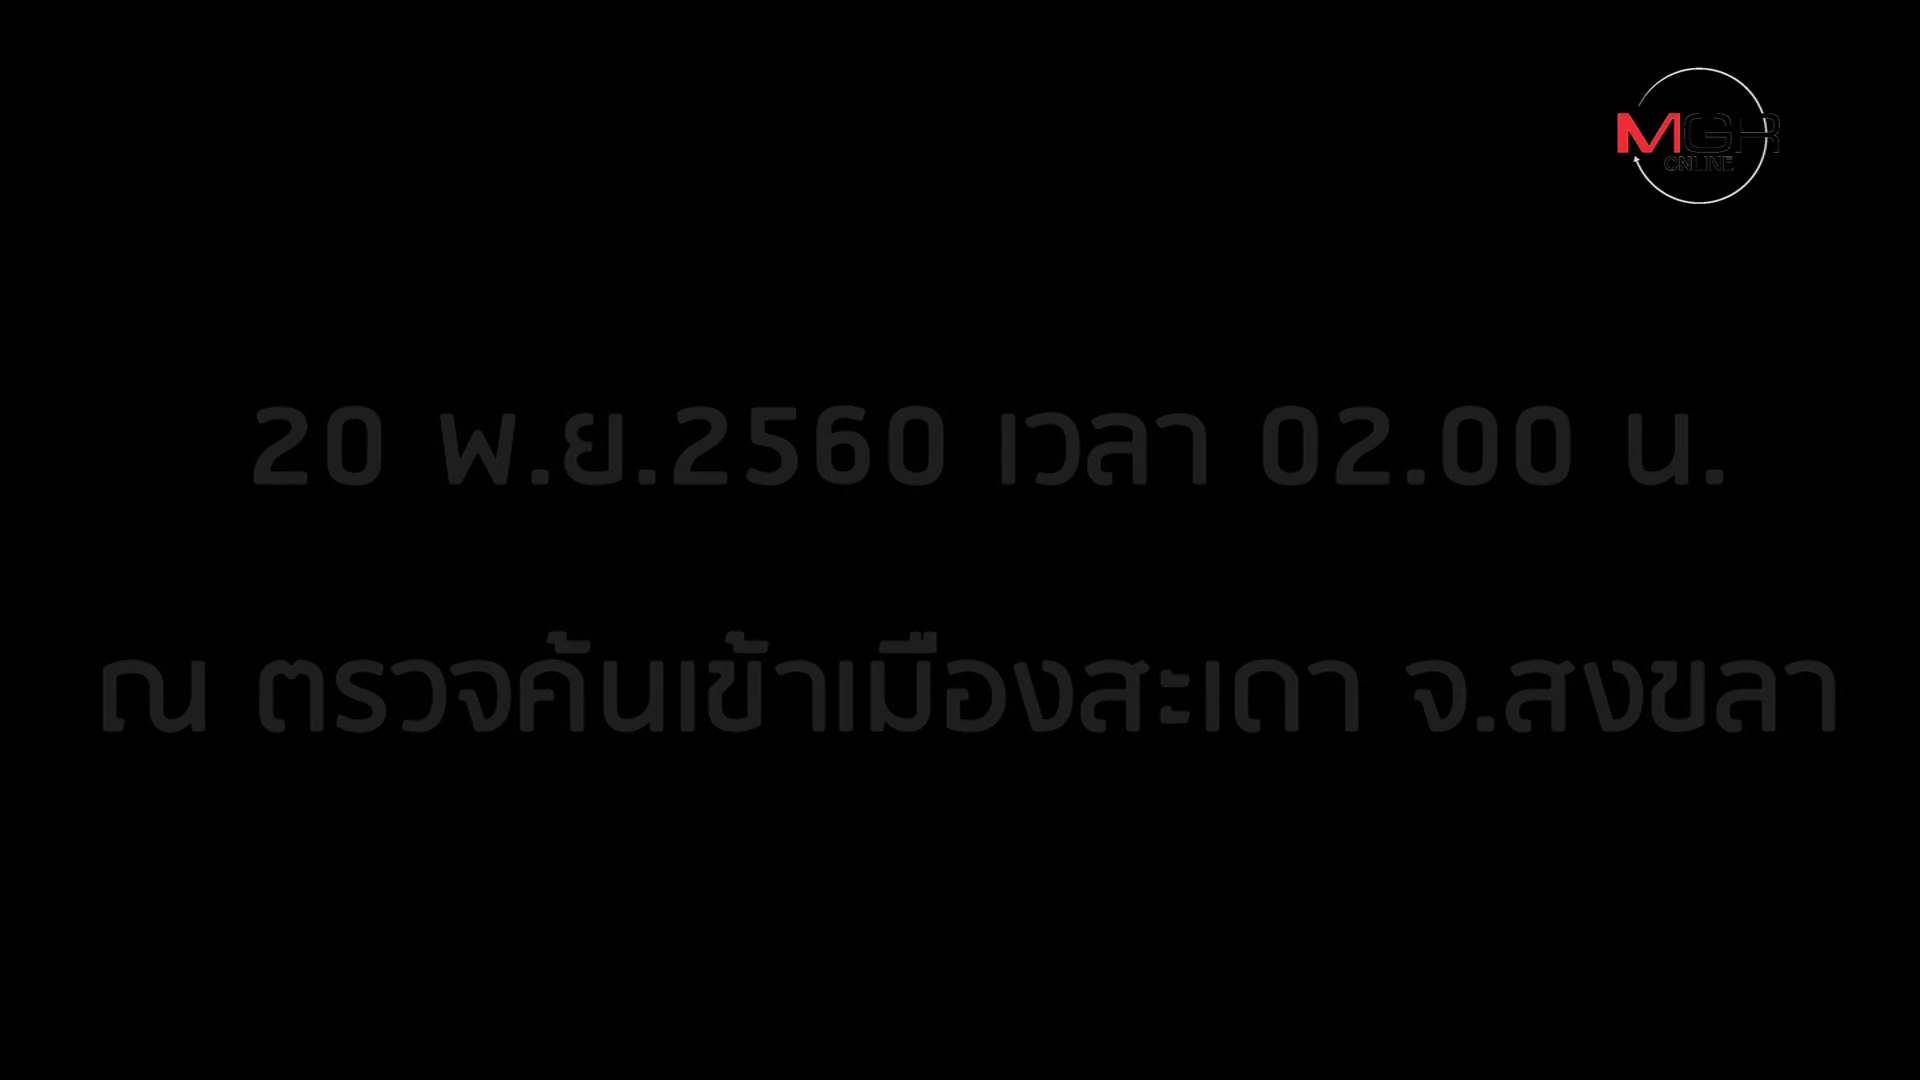 MGR
ONLINE
20 พ.ย.2560 เวลา 02.00 น.
ณ ตรวจค้นเข้าเมืองสะเดา จ.สงขลา